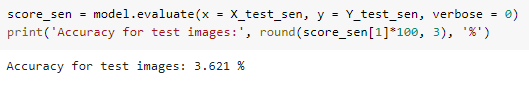 score_sen = model.evaluate(x = X_test_sen, y = Y_test_sen, verbose = 0)
print('Accuracy for test images:', round(score_sen[1]*100, 3), '%')
Accuracy for test images: 3.621 %